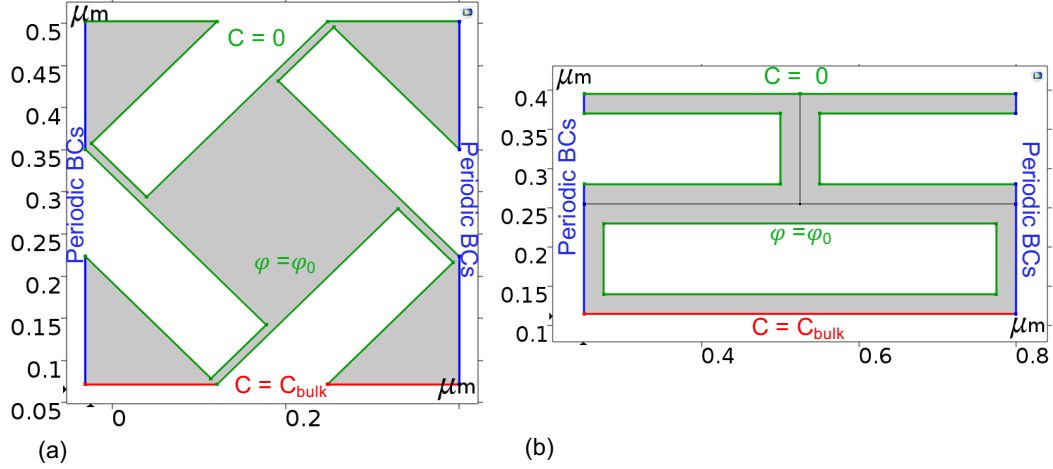 μm
0.5
0.45
0.4
0.35
0.3
0.25
0.2
0.15
0.1
0.05
0
0.2
C = 0
Periodic BCs
Periodic BCs
φ =φ0
C = Cbulk
μm
(a)
μm
0.4
0.35
0.3
0.25
0.2
0.15
0.1
0.4
0.6
0.8
C = 0
Periodic BCs
Periodic BCs
φ =φ0
C = Cbulk
μm
(b)